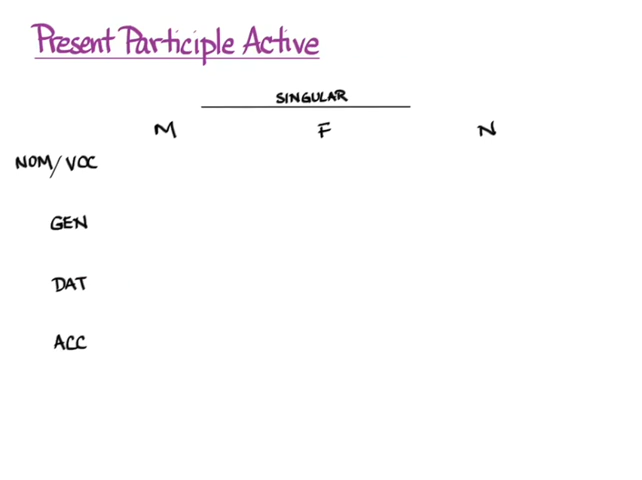 Present Participle Active
SINGULAR
M F N
NOM/VOC
GEN
DAT
ACC